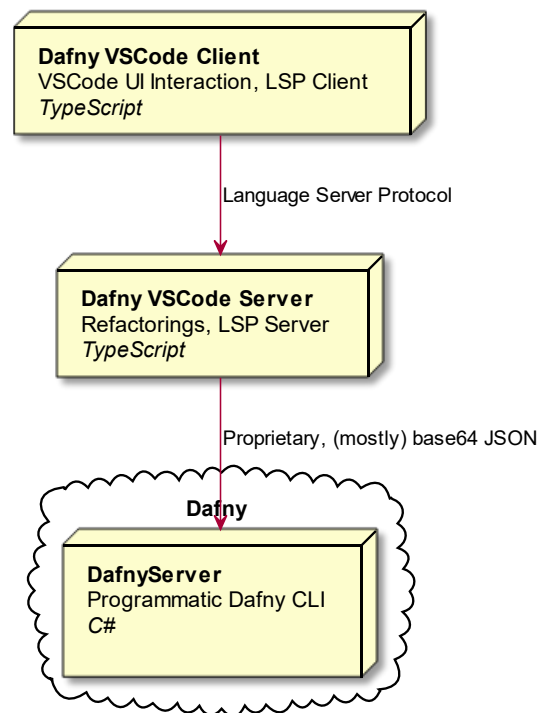 Dafny VSCode Client
VSCode UI Interaction, LSP Client
TypeScript
Language Server Protocol
Dafny VSCode Server
Refactorings, LSP Server
TypeScript
Proprietary, (mostly) base64 JSON
Dafny
DafnyServer
Programmatic Dafny CLI
C#